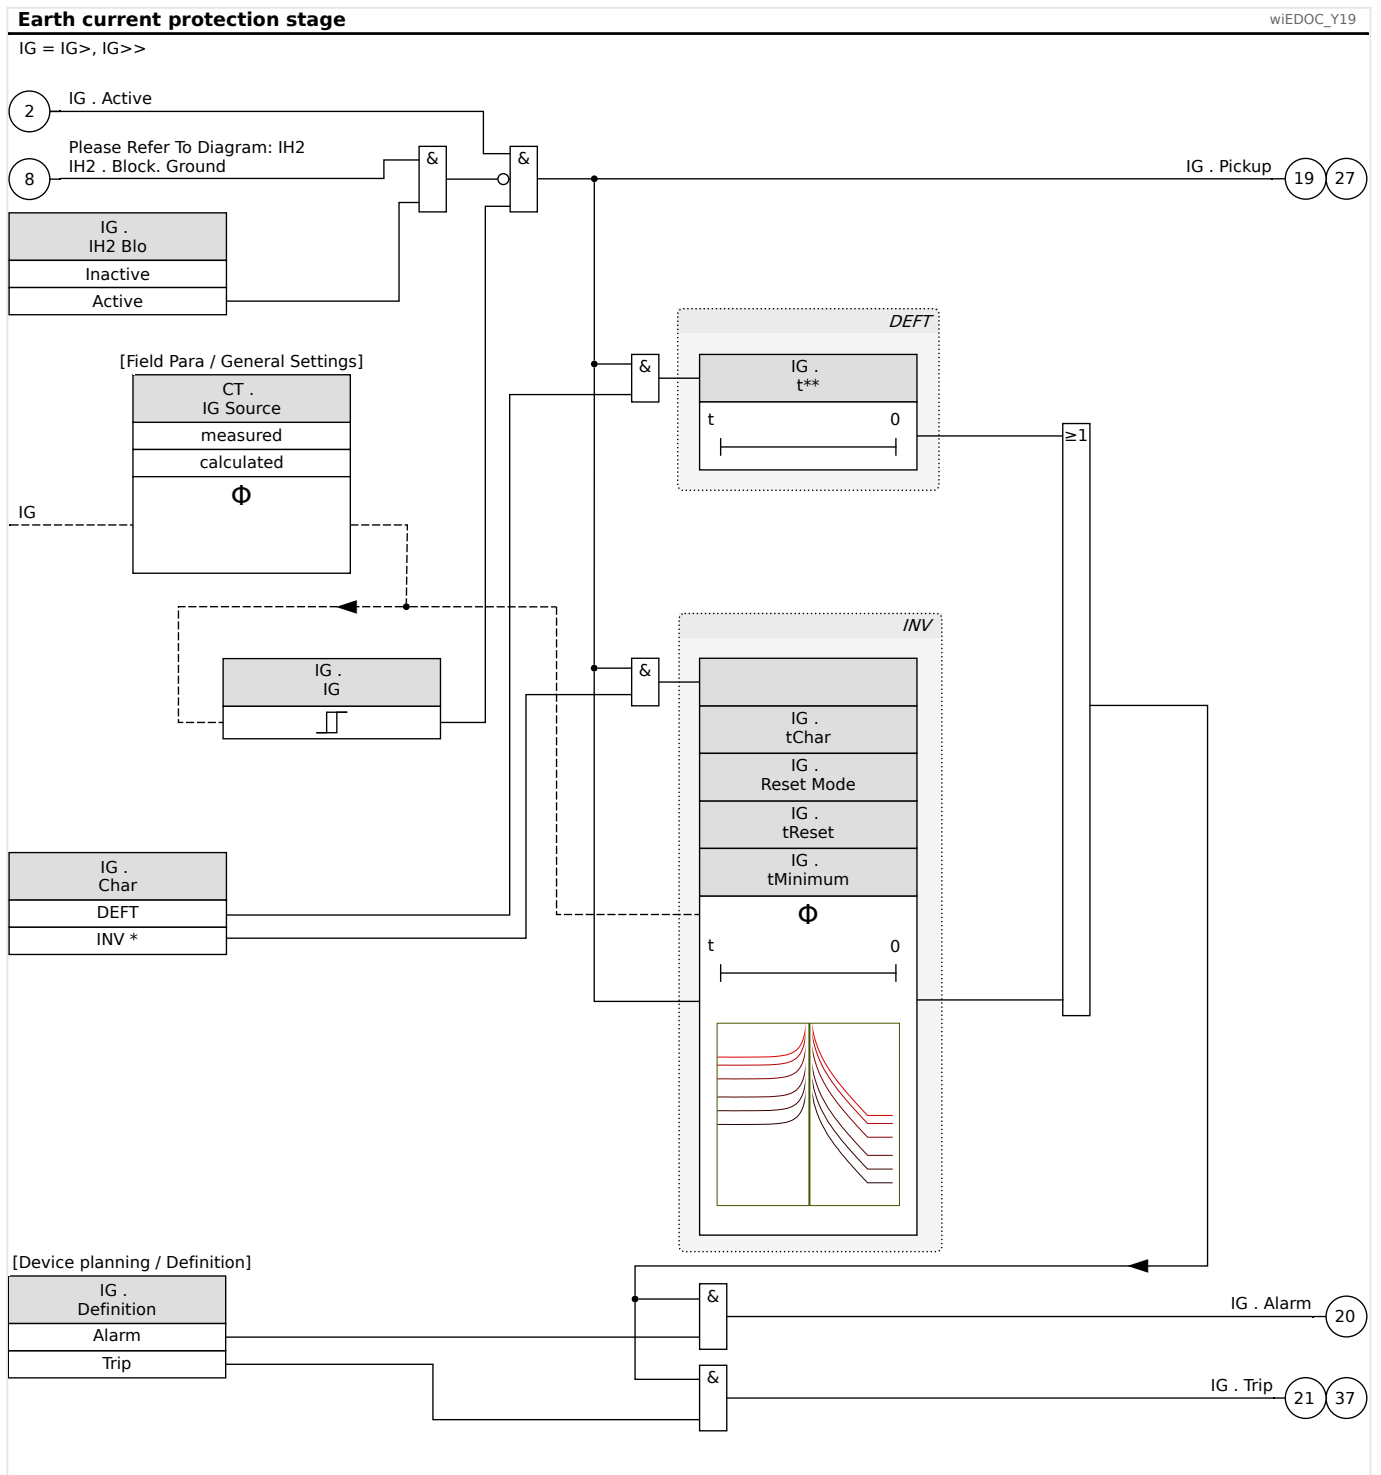 Earth current protection stage
wiEDOC_Y19
IG = IG>, IG>>
2
IG . Active
8
Please Refer To Diagram: IH2
IH2 . Block. Ground
&
&
IG . Pickup
19
27
IG .
IH2 Blo
Inactive
Active
DEFT
[Field Para / General Settings]
CT .
IG Source
measured
calculated
Φ
IG
&
IG .
t**
t
0
≥1
INV
IG .
IG
&
IG .
tChar
IG .
Reset Mode
IG .
tReset
IG .
tMinimum
Φ
t
0
IG .
Char
DEFT
INV *
[Device planning / Definition]
IG .
Definition
Alarm
Trip
&
IG . Alarm
20
&
IG . Trip
21
37